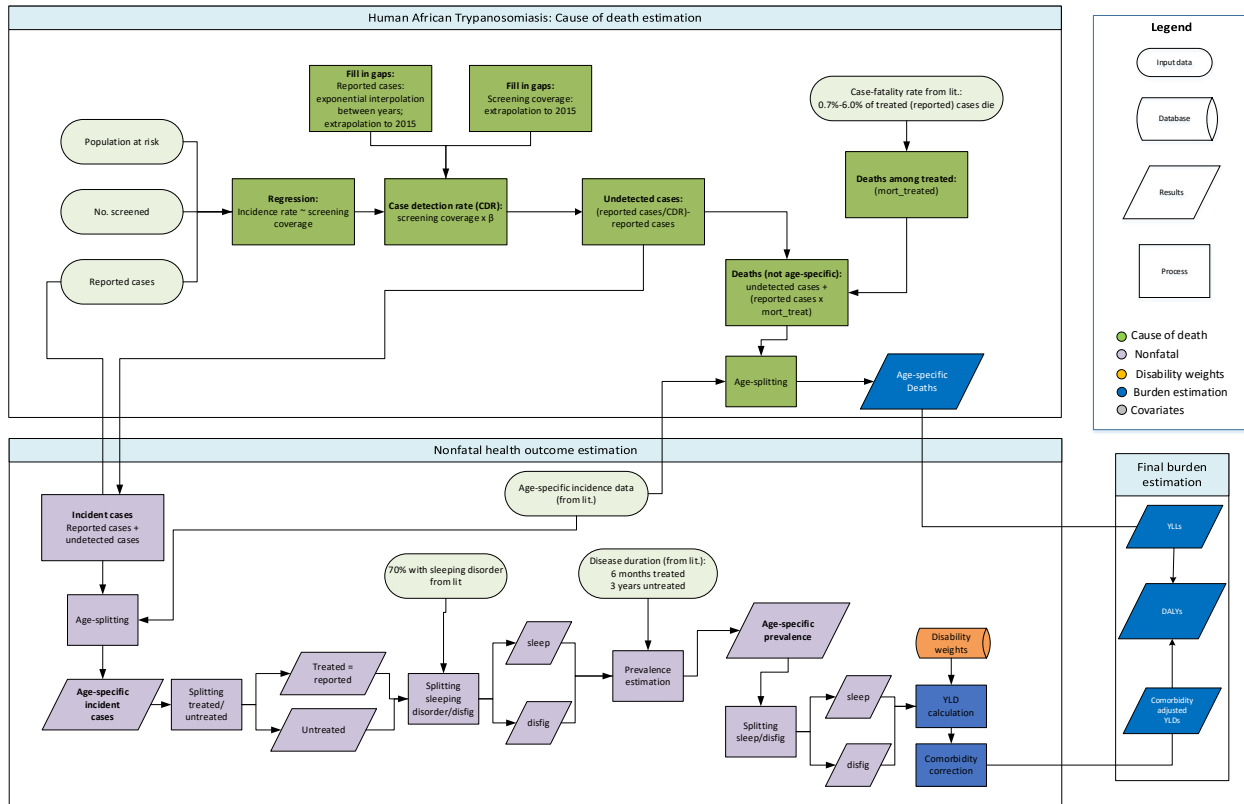 Human African Trypanosomiasis: Cause of death estimation
Fill in gaps:
Reported cases:
exponential interpolation
between years;
extrapolation to 2015
Fill in gaps:
Screening coverage:
extrapolation to 2015
Case-fatality rate from lit.:
0.7%-6.0% of treated (reported) cases die
Population at risk
No. screened
Reported cases
Regression:
Incidence rate ~ screening
coverage
Case detection rate (CDR):
screening coverage x β
Undetected cases:
(reported cases/CDR)-
reported cases
Deaths among treated:
(mort_treated)
Deaths (not age-specific):
undetected cases +
(reported cases x
mort_treat)
Age-splitting
Age-specific
Deaths
Legend
Input data
Database
Results
Process
Cause of death
Nonfatal
Disability weights
Burden estimation
Covariates
Nonfatal health outcome estimation
Age-specific incidence data
(from lit.)
Incident cases
Reported cases +
undetected cases
Age-splitting
Age-specific
incident
cases
Splitting
treated/
untreated
Treated =
reported
Untreated
70% with sleeping disorder
from lit
Splitting
sleeping
disorder/disfig
sleep
disfig
Disease duration (from lit.):
6 months treated
3 years untreated
Prevalence
estimation
Age-specific
prevalence
Splitting
sleep/disfig
sleep
disfig
Disability
weights
YLD
calculation
Comorbidity
correction
Final burden
estimation
YLLs
DALYs
Comorbidity
adjusted
YLDs